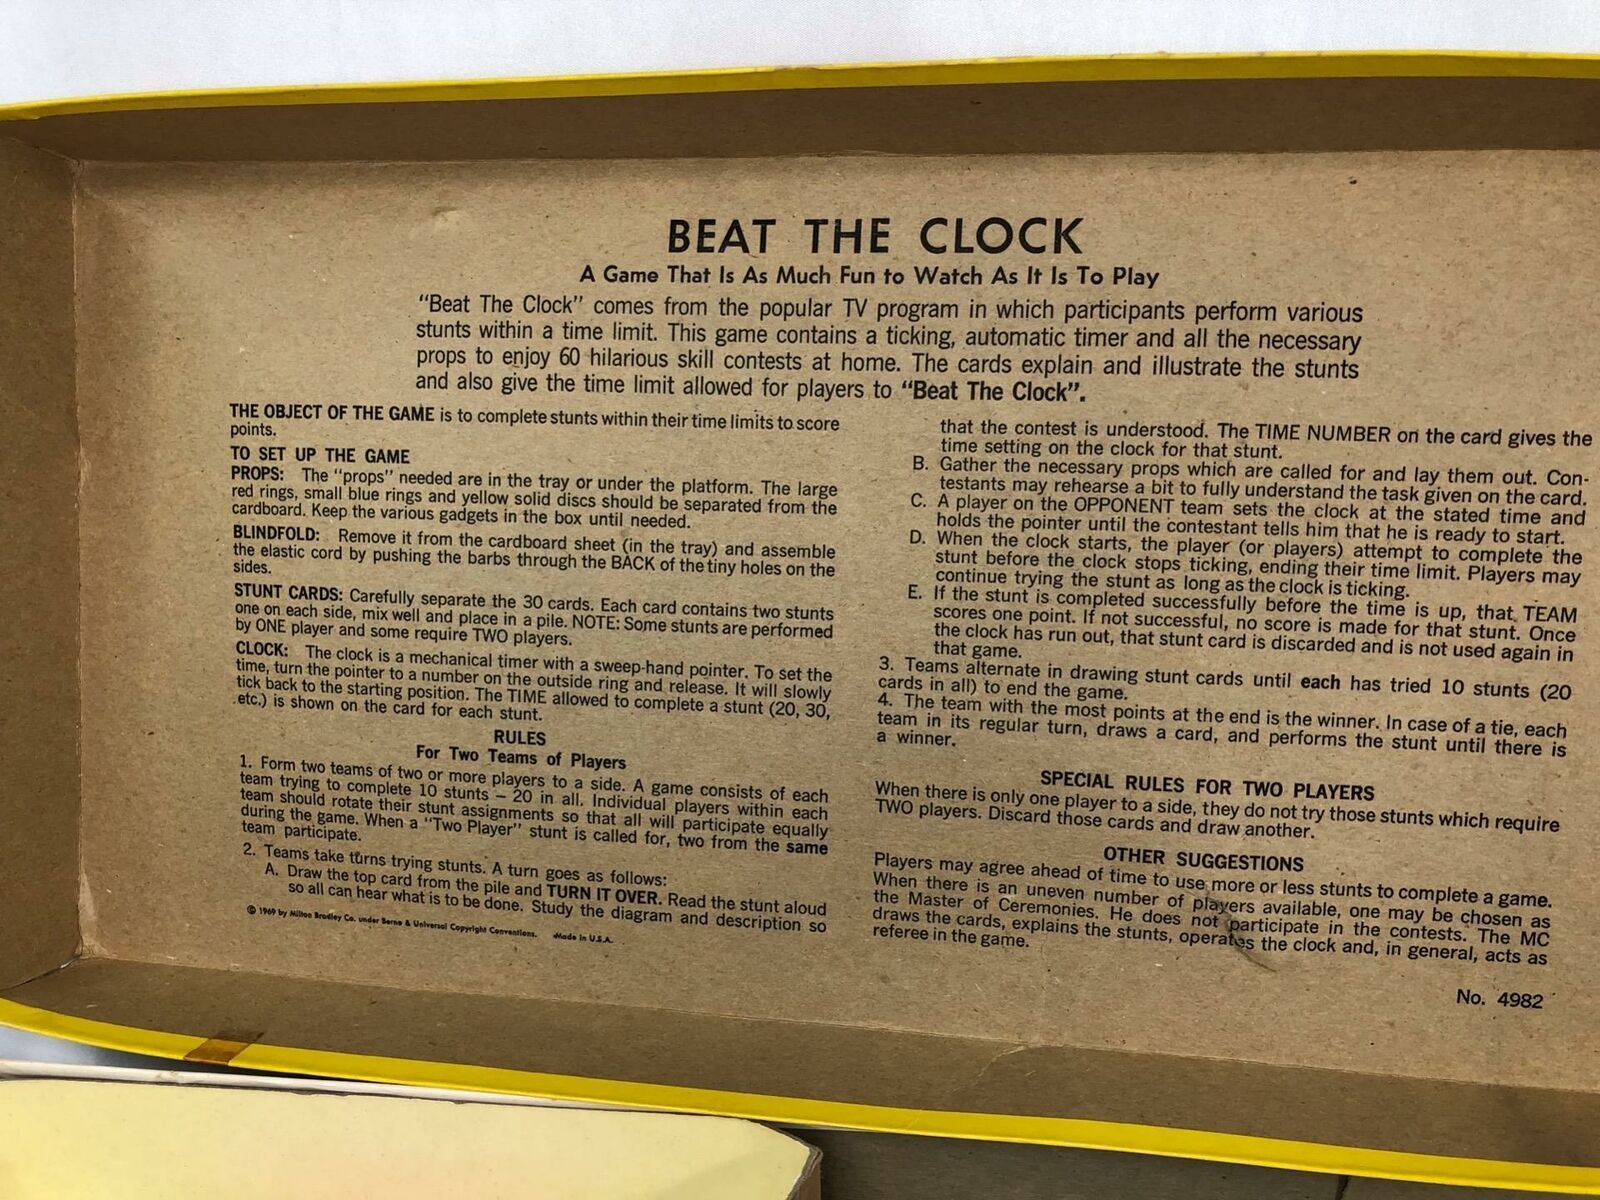 BEAT THE CLOCK
A Game That Is As Much Fun to Watch As It Is To Play
"Beat The Clock" comes from the popular TV program in which participants perform various
stunts within a time limit. This game contains a ticking, automatic timer and all the necessary
props to enjoy 60 hilarious skill contests at home. The cards explain and illustrate the stunts
and also give the time limit allowed for players to "Beat The Clock".
THE OBJECT OF THE GAME is to complete stunts within their time limits to score
points.
TO SET UP THE GAME
PROPS: The "props" needed are in the tray or under the platform. The large
red rings, small blue rings and yellow solid discs should be separated from the
cardboard. Keep the various gadgets in the box until needed.
BLINDFOLD: Remove it from the cardboard sheet (in the tray) and assemble
the elastic cord by pushing the barbs through the BACK of the tiny holes on the
sides.
STUNT CARDS: Carefully separate the 30 cards. Each card contains two stunts
one on each side, mix well and place in a pile. NOTE: Some stunts are performed
by ONE player and some require TWO players.
CLOCK: The clock is a mechanical timer with a sweep-hand pointer. To set the
time, turn the pointer to a number on the outside ring and release. It will slowly
tick back to the starting position. The TIME allowed to complete a stunt (20, 30,
etc.) is shown on the card for each stunt.
RULES
For Two Teams of Players
1. Form two teams of two or more players to a side. A game consists of each
team trying to complete 10 stunts – 20 in all. Individual players within each
team should rotate their stunt assignments so that all will participate equally
during the game. When a "Two Player" stunt is called for, two from the same
team participate.
2. Teams take turns trying stunts. A turn goes as follows:
A. Draw the top card from the pile and TURN IT OVER. Read the stunt aloud
so all can hear what is to be done. Study the diagram and description so
© 1969 by Milton Bradley Co. under Berne & Universal Copyright Conventions. Made in U.S.A.
that the contest is understood. The TIME NUMBER on the card gives the
time setting on the clock for that stunt.
B. Gather the necessary props which are called for and lay them out. Con-
testants may rehearse a bit to fully understand the task given on the card.
C. A player on the OPPONENT team sets the clock at the stated time and
holds the pointer until the contestant tells him that he is ready to start.
D. When the clock starts, the player (or players) attempt to complete the
stunt before the clock stops ticking, ending their time limit. Players may
continue trying the stunt as long as the clock is ticking.
E. If the stunt is completed successfully before the time is up, that TEAM
scores one point. If not successful, no score is made for that stunt. Once
the clock has run out, that stunt card is discarded and is not used again in
that game.
3. Teams alternate in drawing stunt cards until each has tried 10 stunts (20
cards in all) to end the game.
4. The team with the most points at the end is the winner. In case of a tie, each
team in its regular turn, draws a card, and performs the stunt until there is
a winner.
SPECIAL RULES FOR TWO PLAYERS
When there is only one player to a side, they do not try those stunts which require
TWO players. Discard those cards and draw another.
OTHER SUGGESTIONS
Players may agree ahead of time to use more or less stunts to complete a game.
When there is an uneven number of players available, one may be chosen as
the Master of Ceremonies. He does not participate in the contests. The MC
draws the cards, explains the stunts, operates the clock and, in general, acts as
referee in the game.
No. 4982